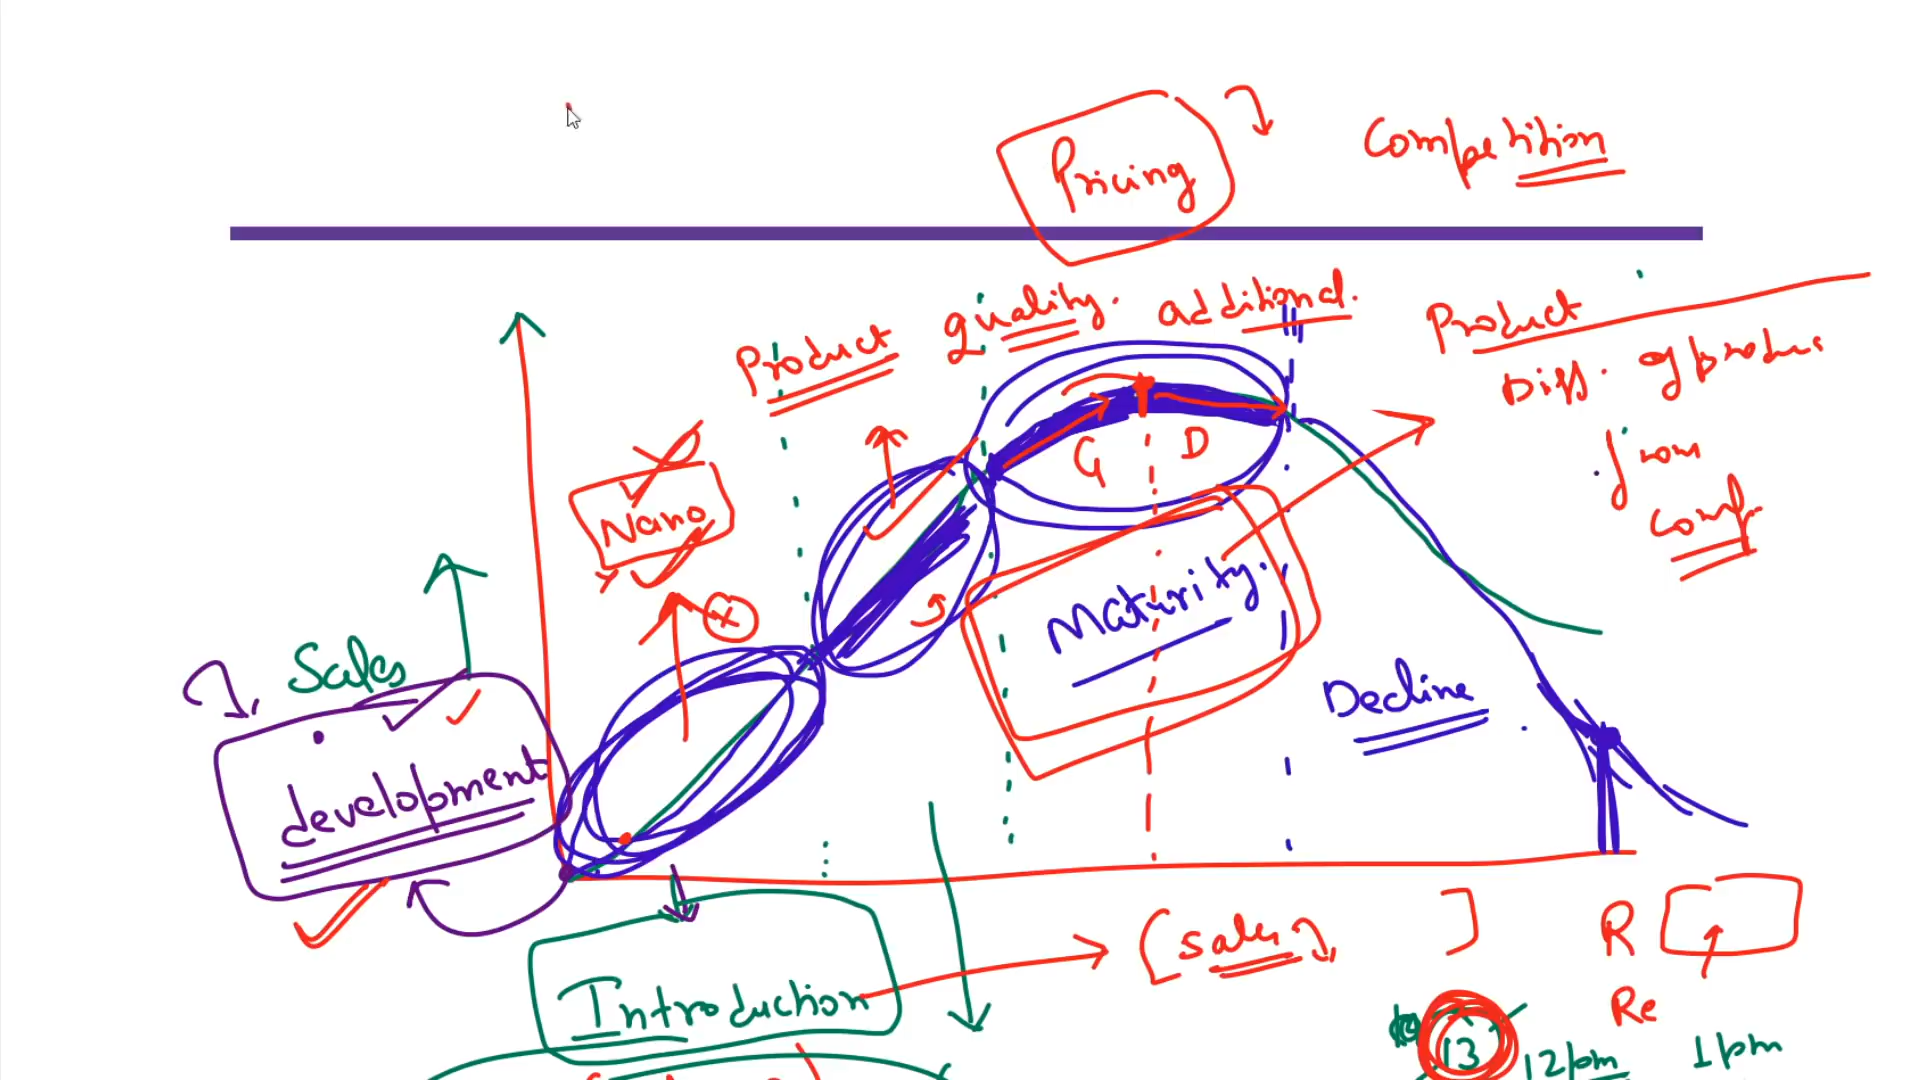 Pricing
Competition
Product quality. additional.
Product
Diff. of produc
from
comp
Nano
G D
Maturity.
Sales
Decline
development
Introduction
[Sales]
R
Re
13
12pm
1pm